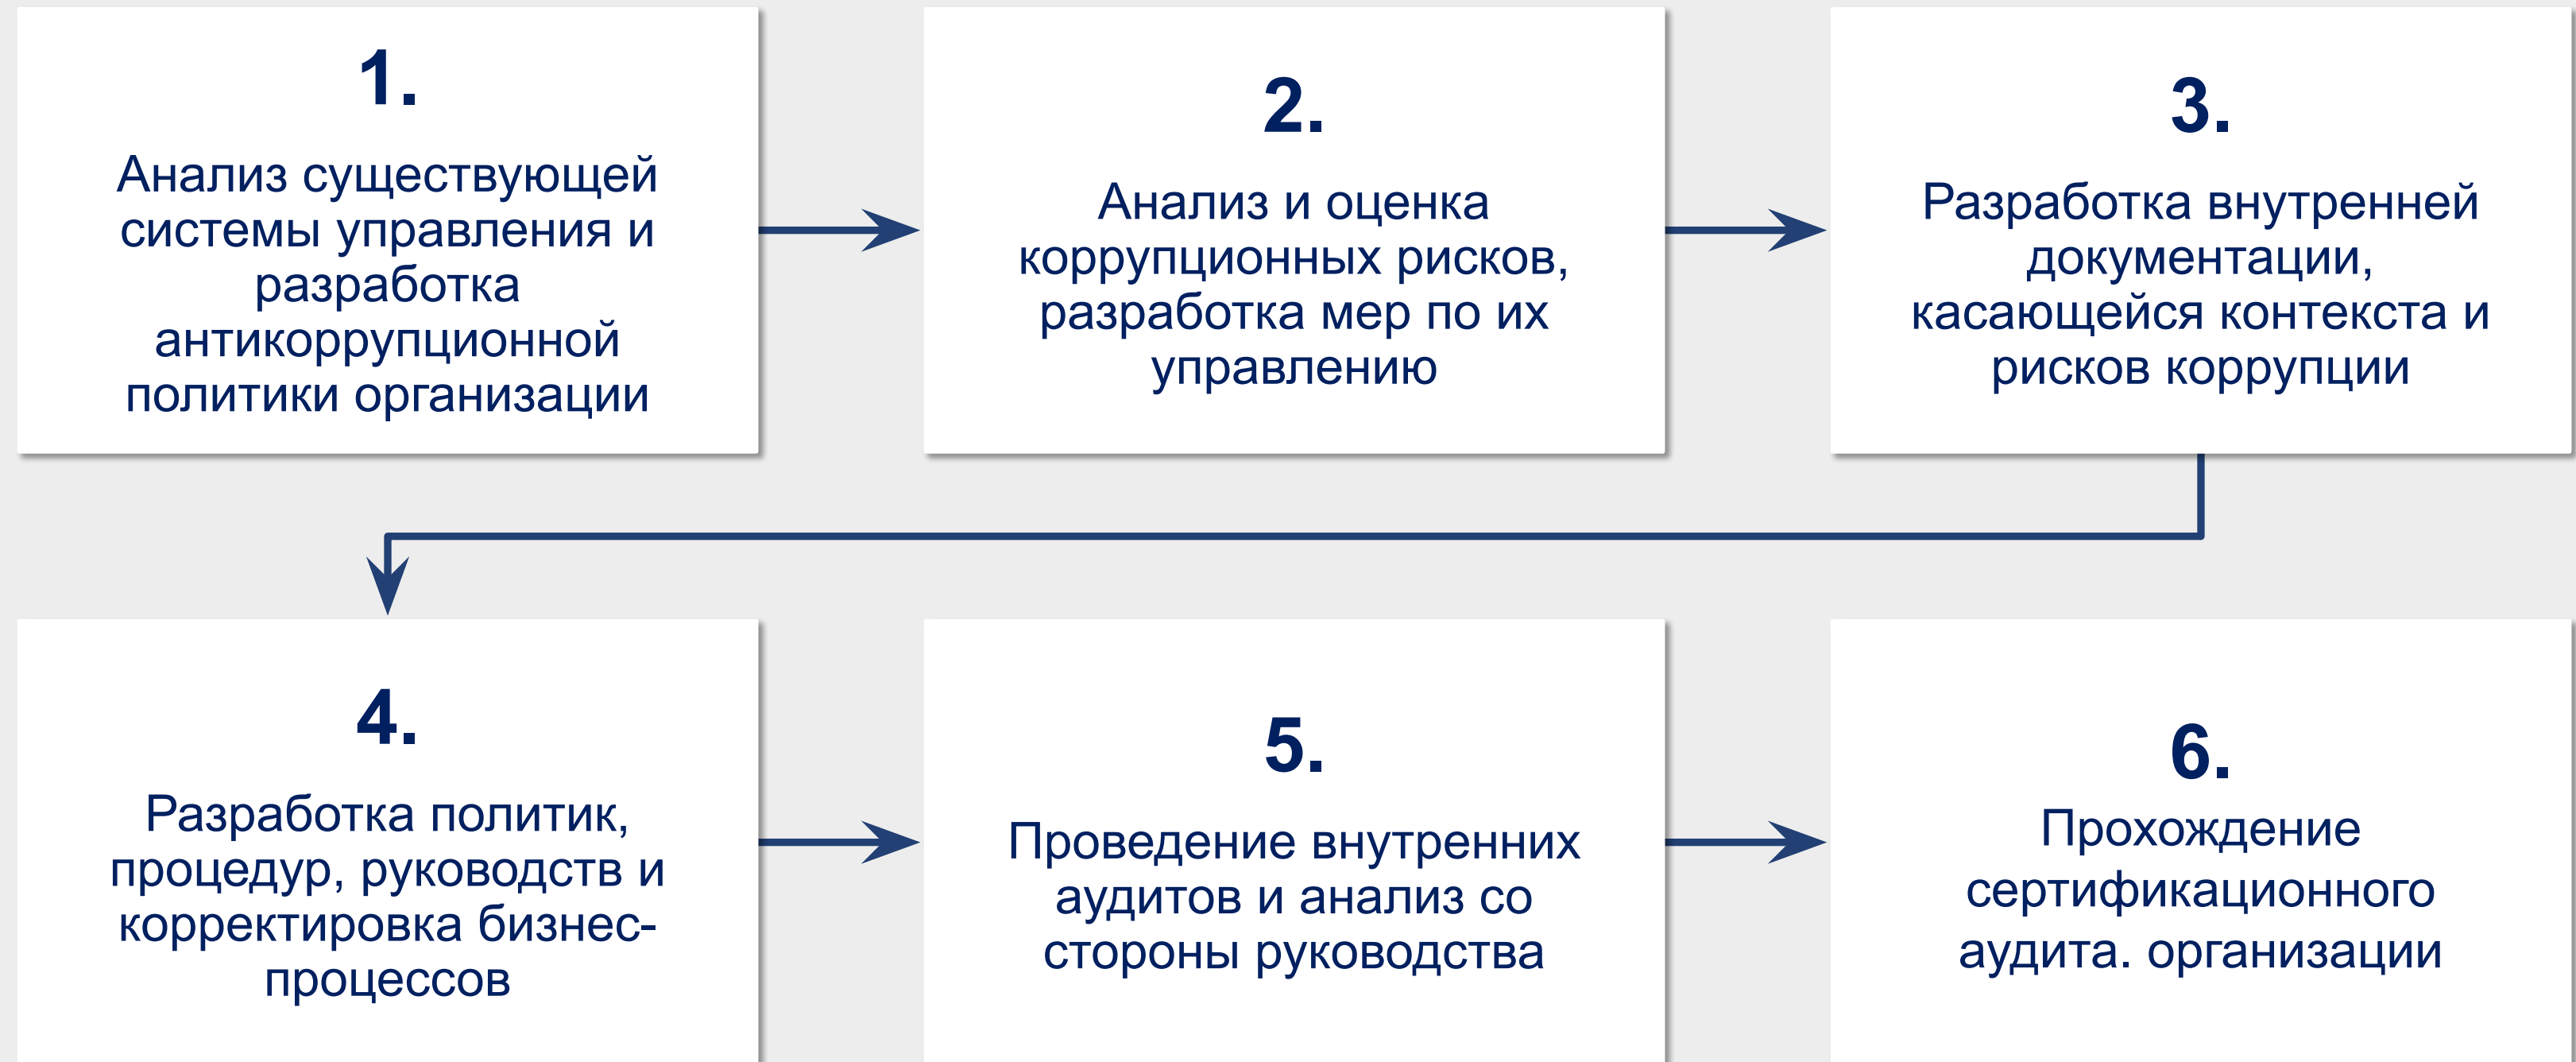 1.
Анализ существующей
системы управления и
разработка
антикоррупционной
политики организации
2.
Анализ и оценка
коррупционных рисков,
разработка мер по их
управлению
3.
Разработка внутренней
документации,
касающейся контекста и
рисков коррупции
4.
Разработка политик,
процедур, руководств и
корректировка бизнес-
процессов
5.
Проведение внутренних
аудитов и анализ со
стороны руководства
6.
Прохождение
сертификационного
аудита. организации